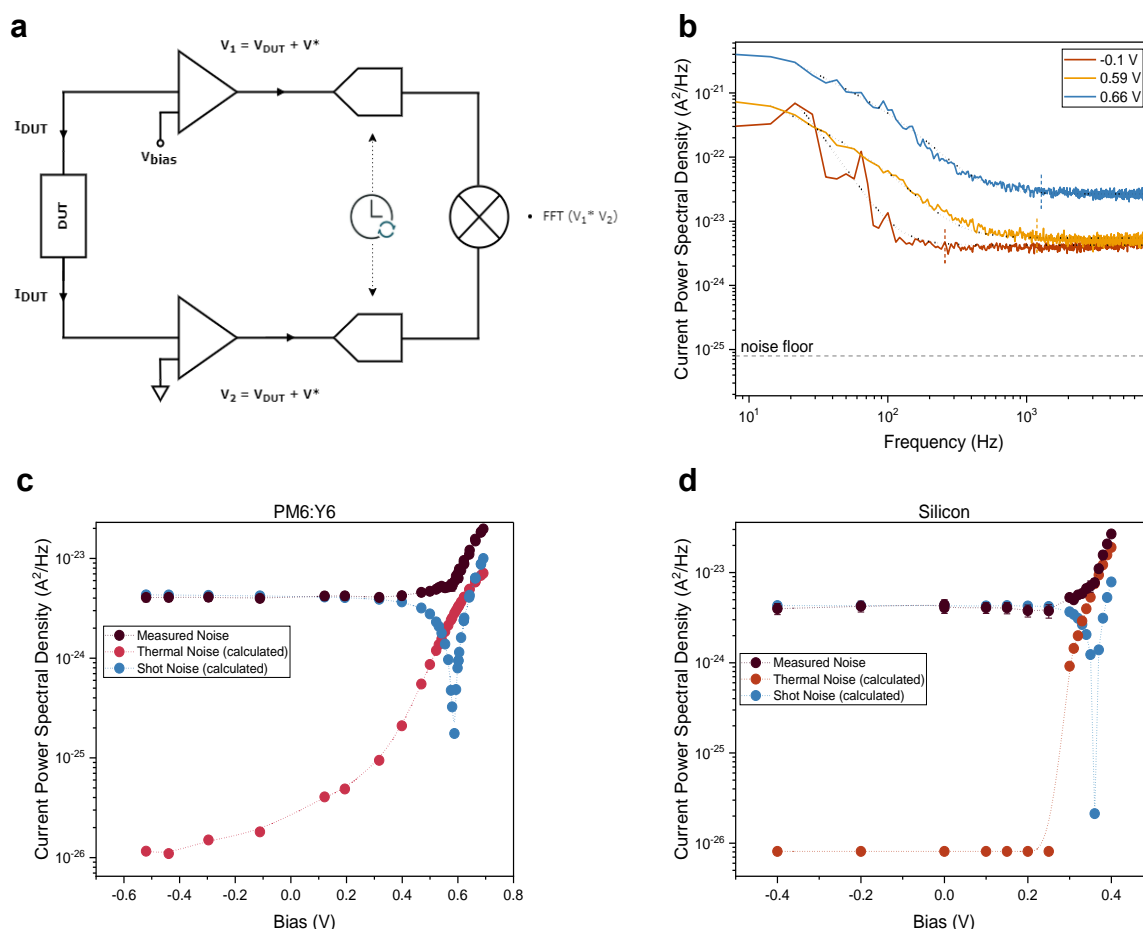 a
V1 = VDUT + V*
IDUT
Vbias
DUT
• FFT (V1* V2)
IDUT
V2 = VDUT + V*
b
Current Power Spectral Density (A²/Hz)
10⁻²¹
10⁻²²
10⁻²³
10⁻²⁴
10⁻²⁵
-0.1 V
0.59 V
0.66 V
noise floor
10¹ 10² 10³
Frequency (Hz)
c
PM6:Y6
Current Power Spectral Density (A²/Hz)
10⁻²³
10⁻²⁴
10⁻²⁵
10⁻²⁶
Measured Noise
Thermal Noise (calculated)
Shot Noise (calculated)
-0.6 -0.4 -0.2 0.0 0.2 0.4 0.6 0.8
Bias (V)
d
Silicon
Current Power Spectral Density (A²/Hz)
10⁻²³
10⁻²⁴
10⁻²⁵
10⁻²⁶
Measured Noise
Thermal Noise (calculated)
Shot Noise (calculated)
-0.4 -0.2 0.0 0.2 0.4
Bias (V)